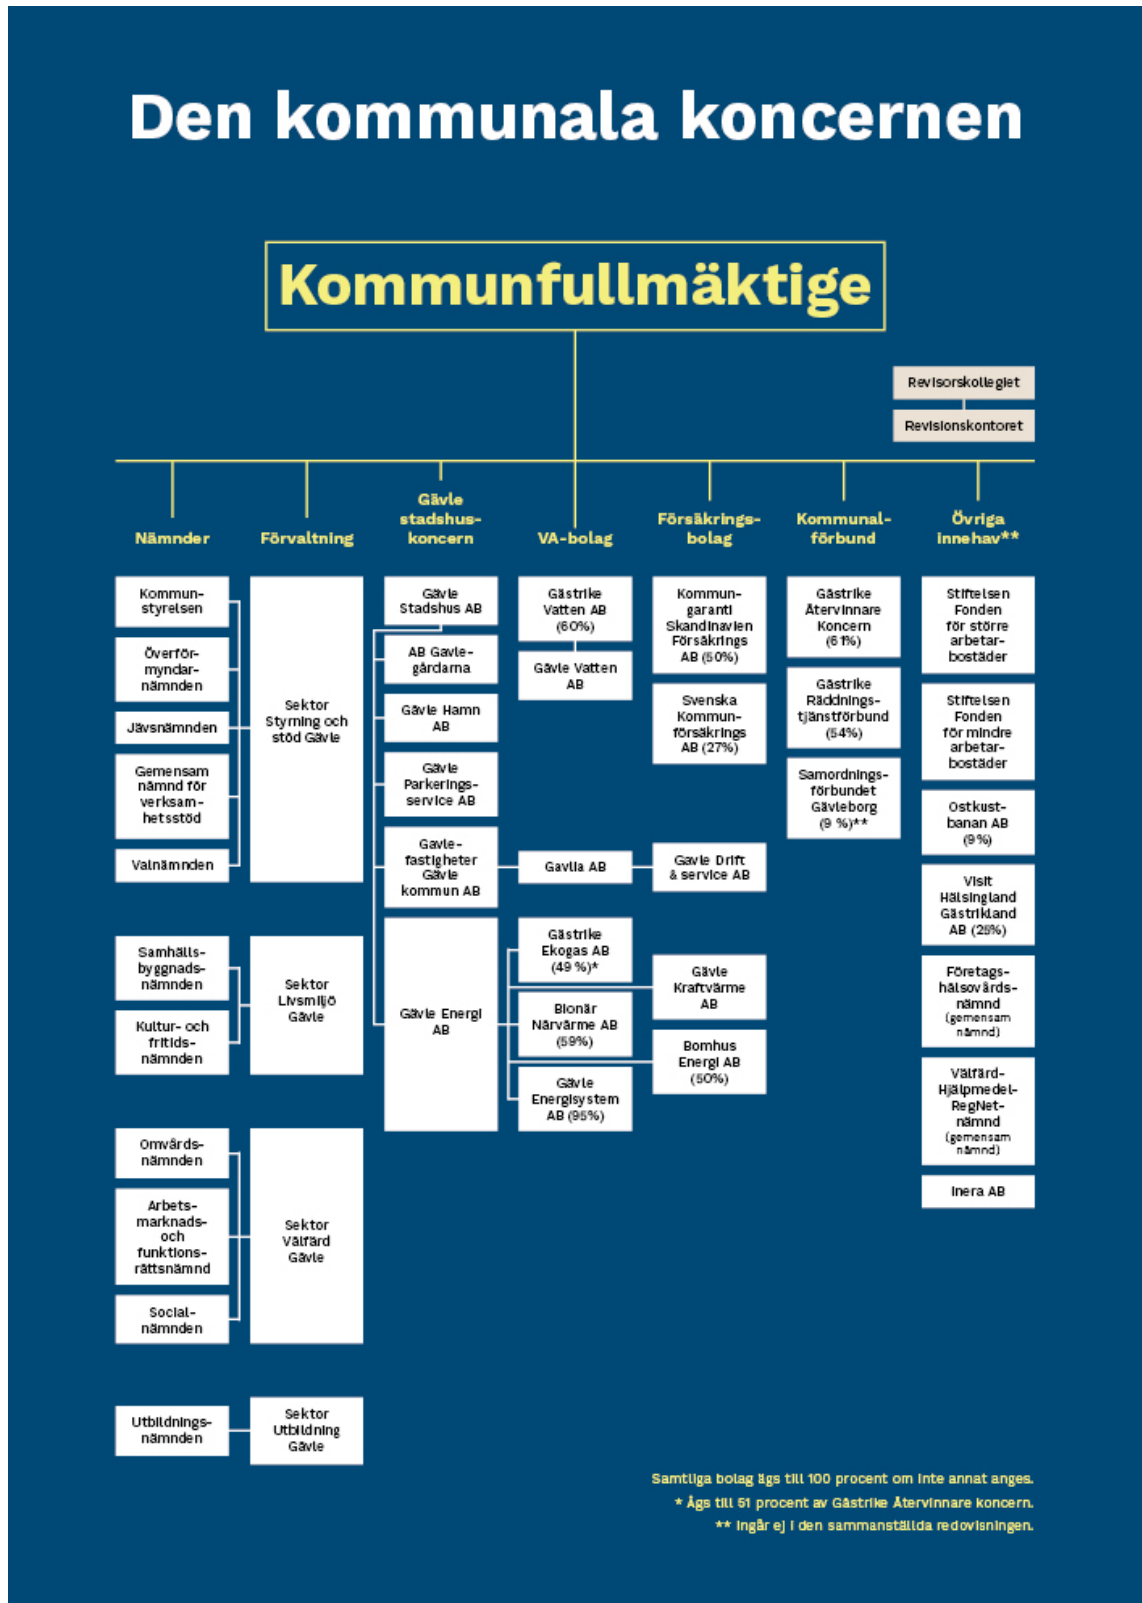 Den kommunala koncernen
Kommunfullmäktige
Revisorskollegiet
Revisionskontoret
Nämnder
Förvaltning
Gävle
stadshus-
koncern
VA-bolag
Försäkrings-
bolag
Kommunal-
förbund
Övriga
innehav**
Kommun-
styrelsen
Överför-
myndar-
nämnden
Jävsnämnden
Gemensam
nämnd för
verksam-
hetsstöd
Valnämnden
Sektor
Styrning och
stöd Gävle
Samhälls-
byggnads-
nämnden
Kultur- och
fritids-
nämnden
Sektor
Livsmiljö
Gävle
Omvårds-
nämnden
Arbets-
marknads-
och
funktions-
rättsnämnd
Social-
nämnden
Sektor
Välfärd
Gävle
Utbildnings-
nämnden
Sektor
Utbildning
Gävle
Gävle
Stadshus AB
AB Gavle-
gårdarna
Gävle Hamn
AB
Gävle
Parkerings-
service AB
Gavle-
fastigheter
Gävle
kommun AB
Gävle Energi
AB
Gästrike
Vatten AB
(60%)
Gävle Vatten
AB
Gavlia AB
Gästrike
Ekogas AB
(49 %)*
Bionär
Närvärme AB
(59%)
Gävle
Energisystem
AB (95%)
Kommun-
garanti
Skandinavien
Försäkrings
AB (50%)
Svenska
Kommun-
försäkrings
AB (27%)
Gavle Drift
& service AB
Gävle
Kraftvärme
AB
Bomhus
Energi AB
(50%)
Gästrike
Återvinnare
Koncern
(61%)
Gästrike
Räddnings-
tjänstförbund
(54%)
Samordnings-
förbundet
Gävleborg
(9 %)**
Stiftelsen
Fonden
för större
arbetar-
bostäder
Stiftelsen
Fonden
för mindre
arbetar-
bostäder
Ostkust-
banan AB
(9%)
Visit
Hälsingland
Gästrikland
AB (25%)
Företags-
hälsovårds-
nämnd
(gemensam
nämnd)
Välfärd-
Hjälpmedel-
RegNet-
nämnd
(gemensam
nämnd)
Inera AB
Samtliga bolag ägs till 100 procent om inte annat anges.
* Ägs till 51 procent av Gästrike Återvinnare koncern.
** Ingår ej i den sammanställda redovisningen.